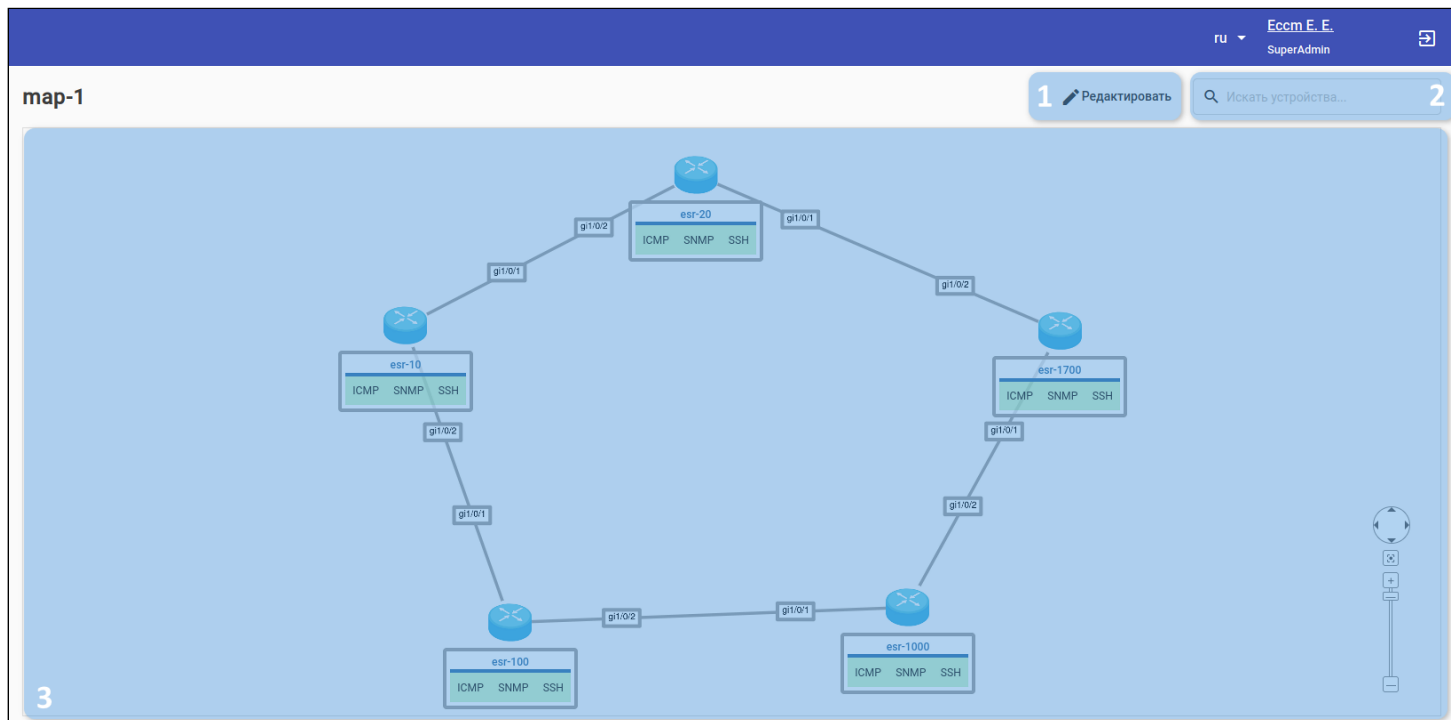 ru
Eccm E. E.
SuperAdmin
map-1
1 Редактировать
Искать устройства... 2
esr-20
ICMP SNMP SSH
gi1/0/2
gi1/0/1
gi1/0/1
gi1/0/2
esr-10
ICMP SNMP SSH
esr-1700
ICMP SNMP SSH
gi1/0/2
gi1/0/1
gi1/0/1
gi1/0/2
gi1/0/2
gi1/0/1
esr-100
ICMP SNMP SSH
esr-1000
ICMP SNMP SSH
3